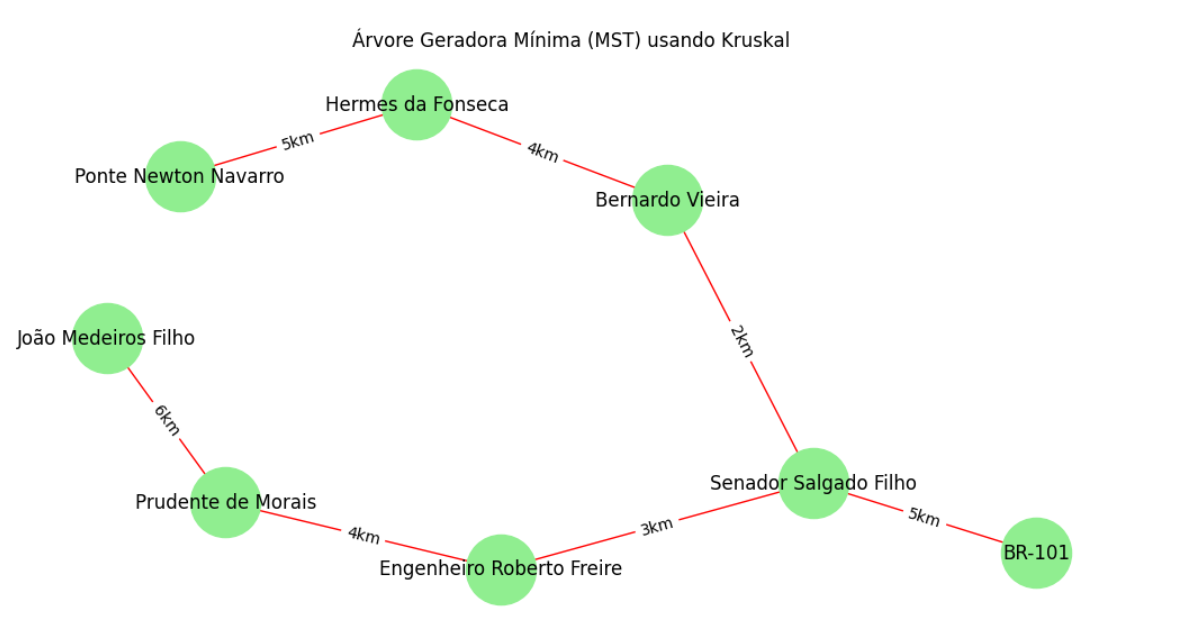 Árvore Geradora Mínima (MST) usando Kruskal
Hermes da Fonseca
5km
4km
Ponte Newton Navarro
Bernardo Vieira
João Medeiros Filho
2km
6km
Senador Salgado Filho
Prudente de Morais
5km
3km
4km
BR-101
Engenheiro Roberto Freire